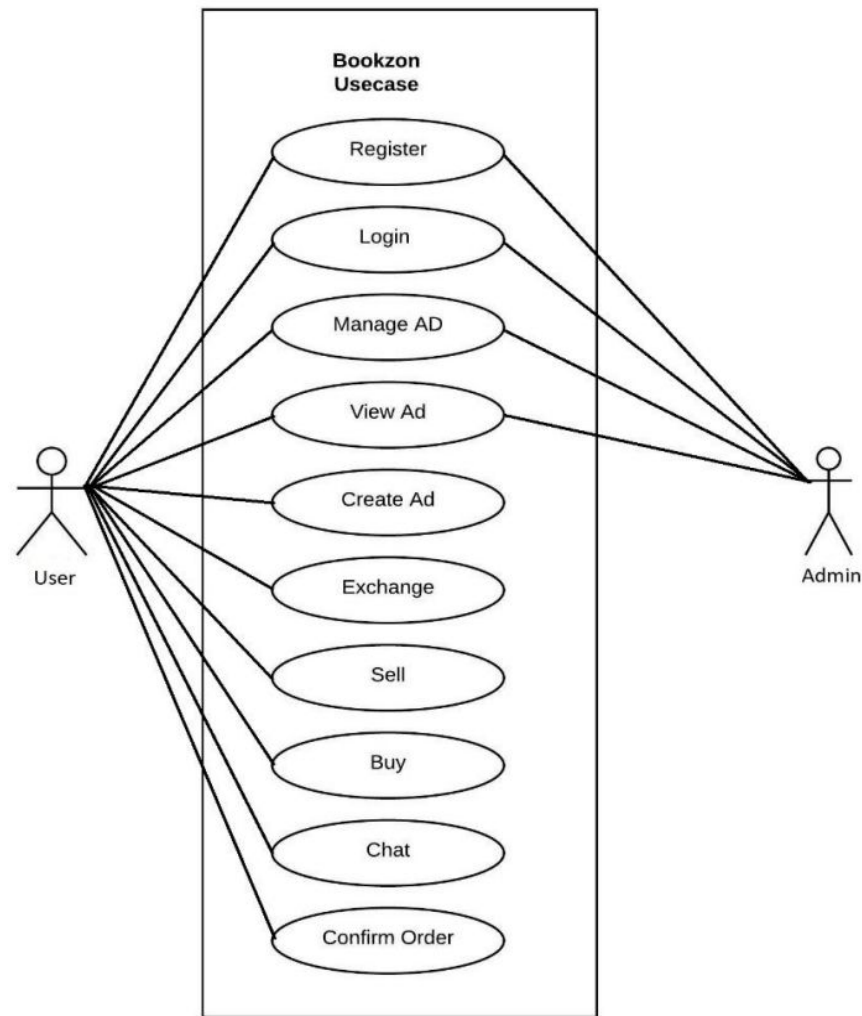 Bookzon
Usecase
Register
Login
Manage AD
View Ad
Create Ad
User
Admin
Exchange
Sell
Buy
Chat
Confirm Order